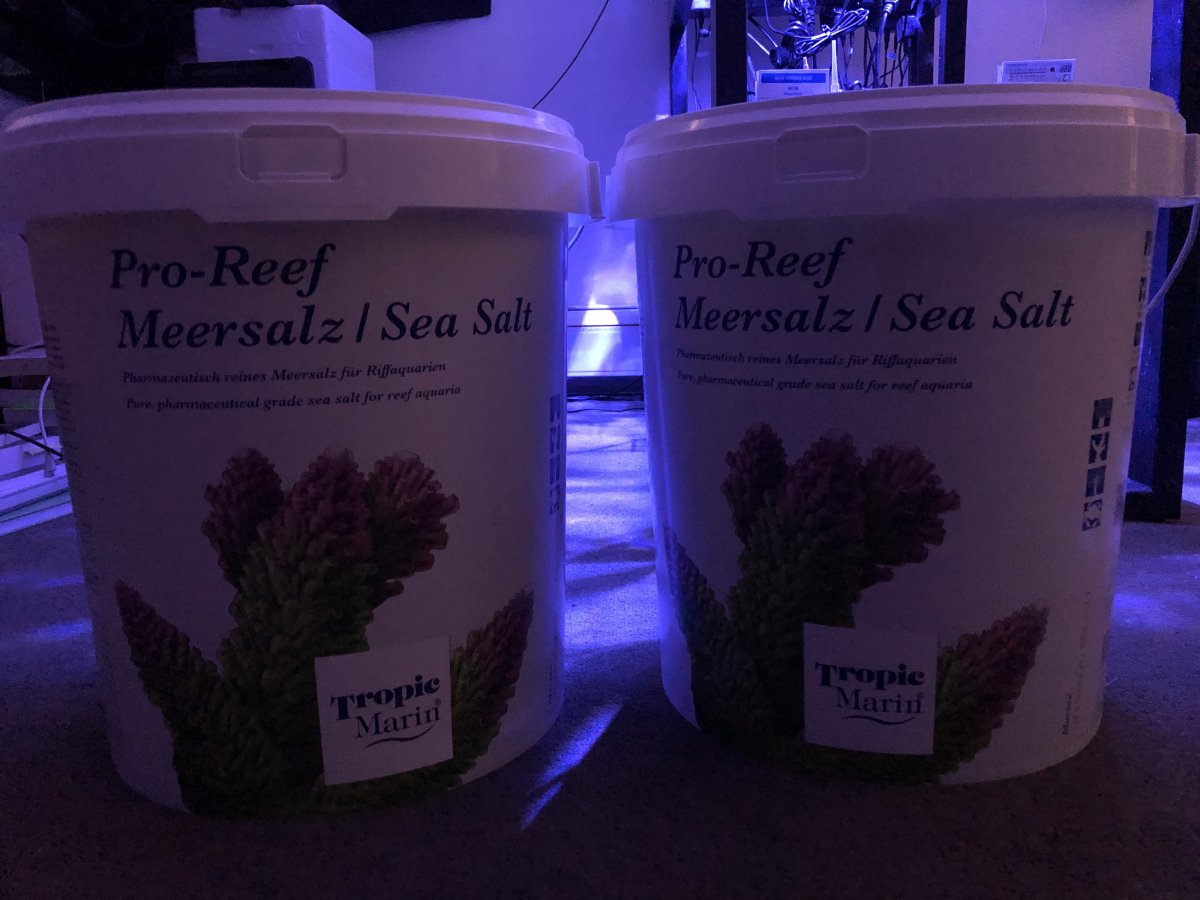 Pro-Reef
Meersalz / Sea Salt
Pharmazeutisch reines Meersalz für Riffaquarien
Pure, pharmaceutical grade sea salt for reef aquaria
Tropic
Marin®
Pro-Reef
Meersalz / Sea Salt
Pharmazeutisch reines Meersalz für Riffaquarien
Pure, pharmaceutical grade sea salt for reef aquaria
Tropic
Marin®